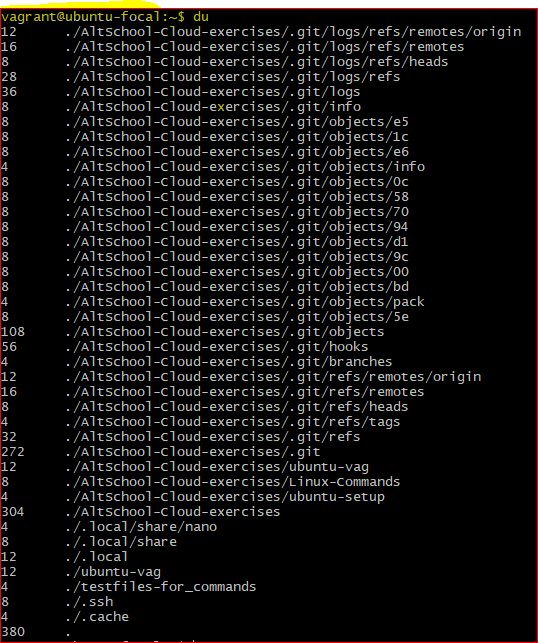 vagrant@ubuntu-focal:~$ du
12 ./AltSchool-Cloud-exercises/.git/logs/refs/remotes/origin
16 ./AltSchool-Cloud-exercises/.git/logs/refs/remotes
8 ./AltSchool-Cloud-exercises/.git/logs/refs/heads
28 ./AltSchool-Cloud-exercises/.git/logs/refs
36 ./AltSchool-Cloud-exercises/.git/logs
8 ./AltSchool-Cloud-exercises/.git/info
8 ./AltSchool-Cloud-exercises/.git/objects/e5
8 ./AltSchool-Cloud-exercises/.git/objects/1c
8 ./AltSchool-Cloud-exercises/.git/objects/e6
4 ./AltSchool-Cloud-exercises/.git/objects/info
8 ./AltSchool-Cloud-exercises/.git/objects/0c
8 ./AltSchool-Cloud-exercises/.git/objects/58
8 ./AltSchool-Cloud-exercises/.git/objects/70
8 ./AltSchool-Cloud-exercises/.git/objects/94
8 ./AltSchool-Cloud-exercises/.git/objects/d1
8 ./AltSchool-Cloud-exercises/.git/objects/9c
8 ./AltSchool-Cloud-exercises/.git/objects/00
8 ./AltSchool-Cloud-exercises/.git/objects/bd
4 ./AltSchool-Cloud-exercises/.git/objects/pack
8 ./AltSchool-Cloud-exercises/.git/objects/5e
108 ./AltSchool-Cloud-exercises/.git/objects
56 ./AltSchool-Cloud-exercises/.git/hooks
4 ./AltSchool-Cloud-exercises/.git/branches
12 ./AltSchool-Cloud-exercises/.git/refs/remotes/origin
16 ./AltSchool-Cloud-exercises/.git/refs/remotes
8 ./AltSchool-Cloud-exercises/.git/refs/heads
4 ./AltSchool-Cloud-exercises/.git/refs/tags
32 ./AltSchool-Cloud-exercises/.git/refs
272 ./AltSchool-Cloud-exercises/.git
12 ./AltSchool-Cloud-exercises/ubuntu-vag
8 ./AltSchool-Cloud-exercises/Linux-Commands
4 ./AltSchool-Cloud-exercises/ubuntu-setup
304 ./AltSchool-Cloud-exercises
4 ./.local/share/nano
8 ./.local/share
12 ./.local
12 ./ubuntu-vag
4 ./testfiles-for_commands
8 ./.ssh
4 ./.cache
380 .